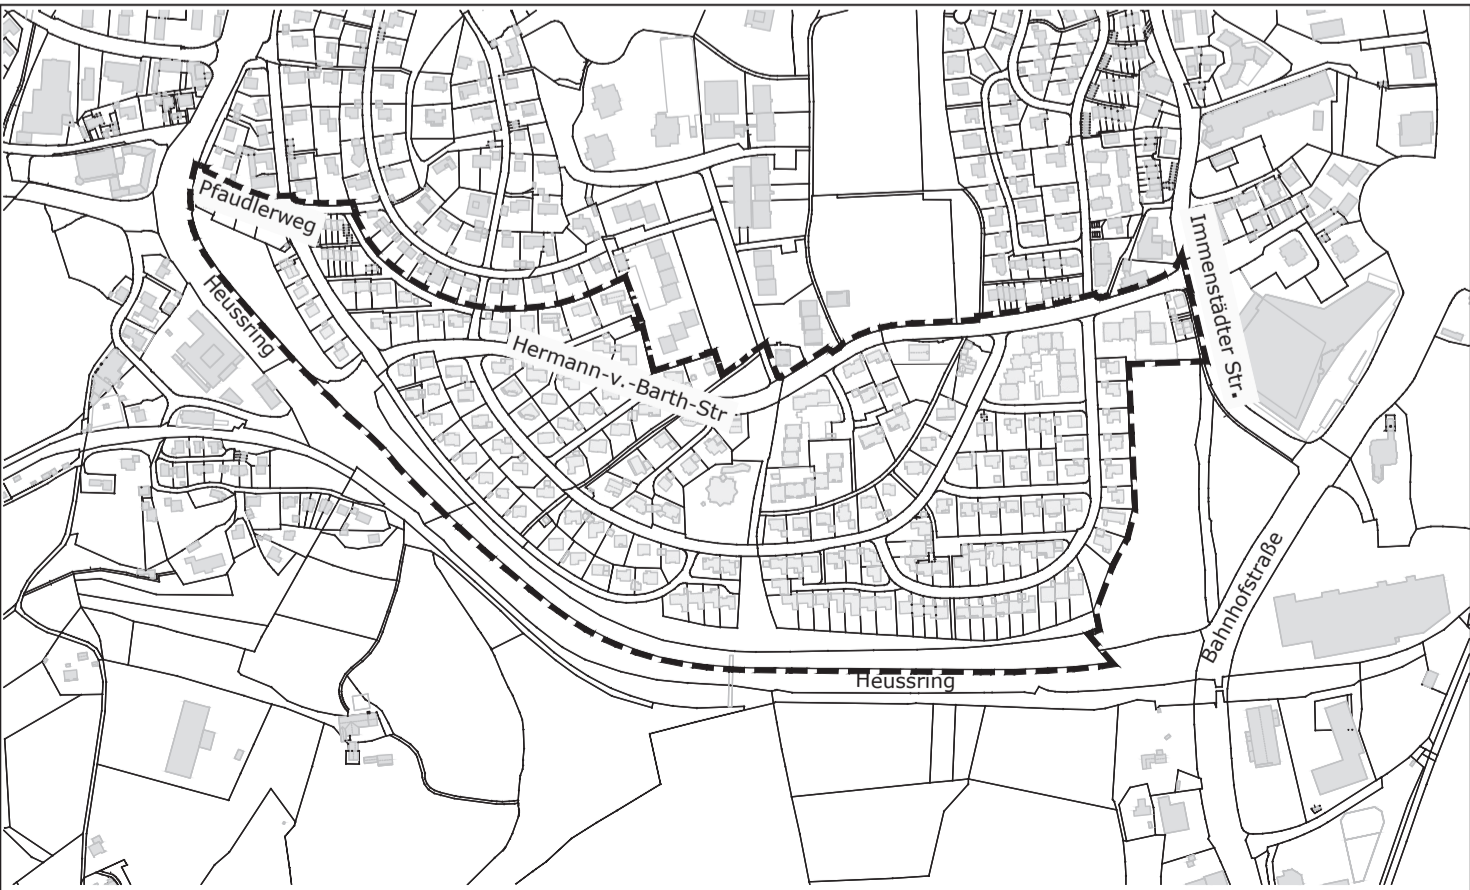 Pfaudlerweg
Immenstädter Str.
Heussring
Hermann-v.-Barth-Str
Bahnhofstraße
Heussring